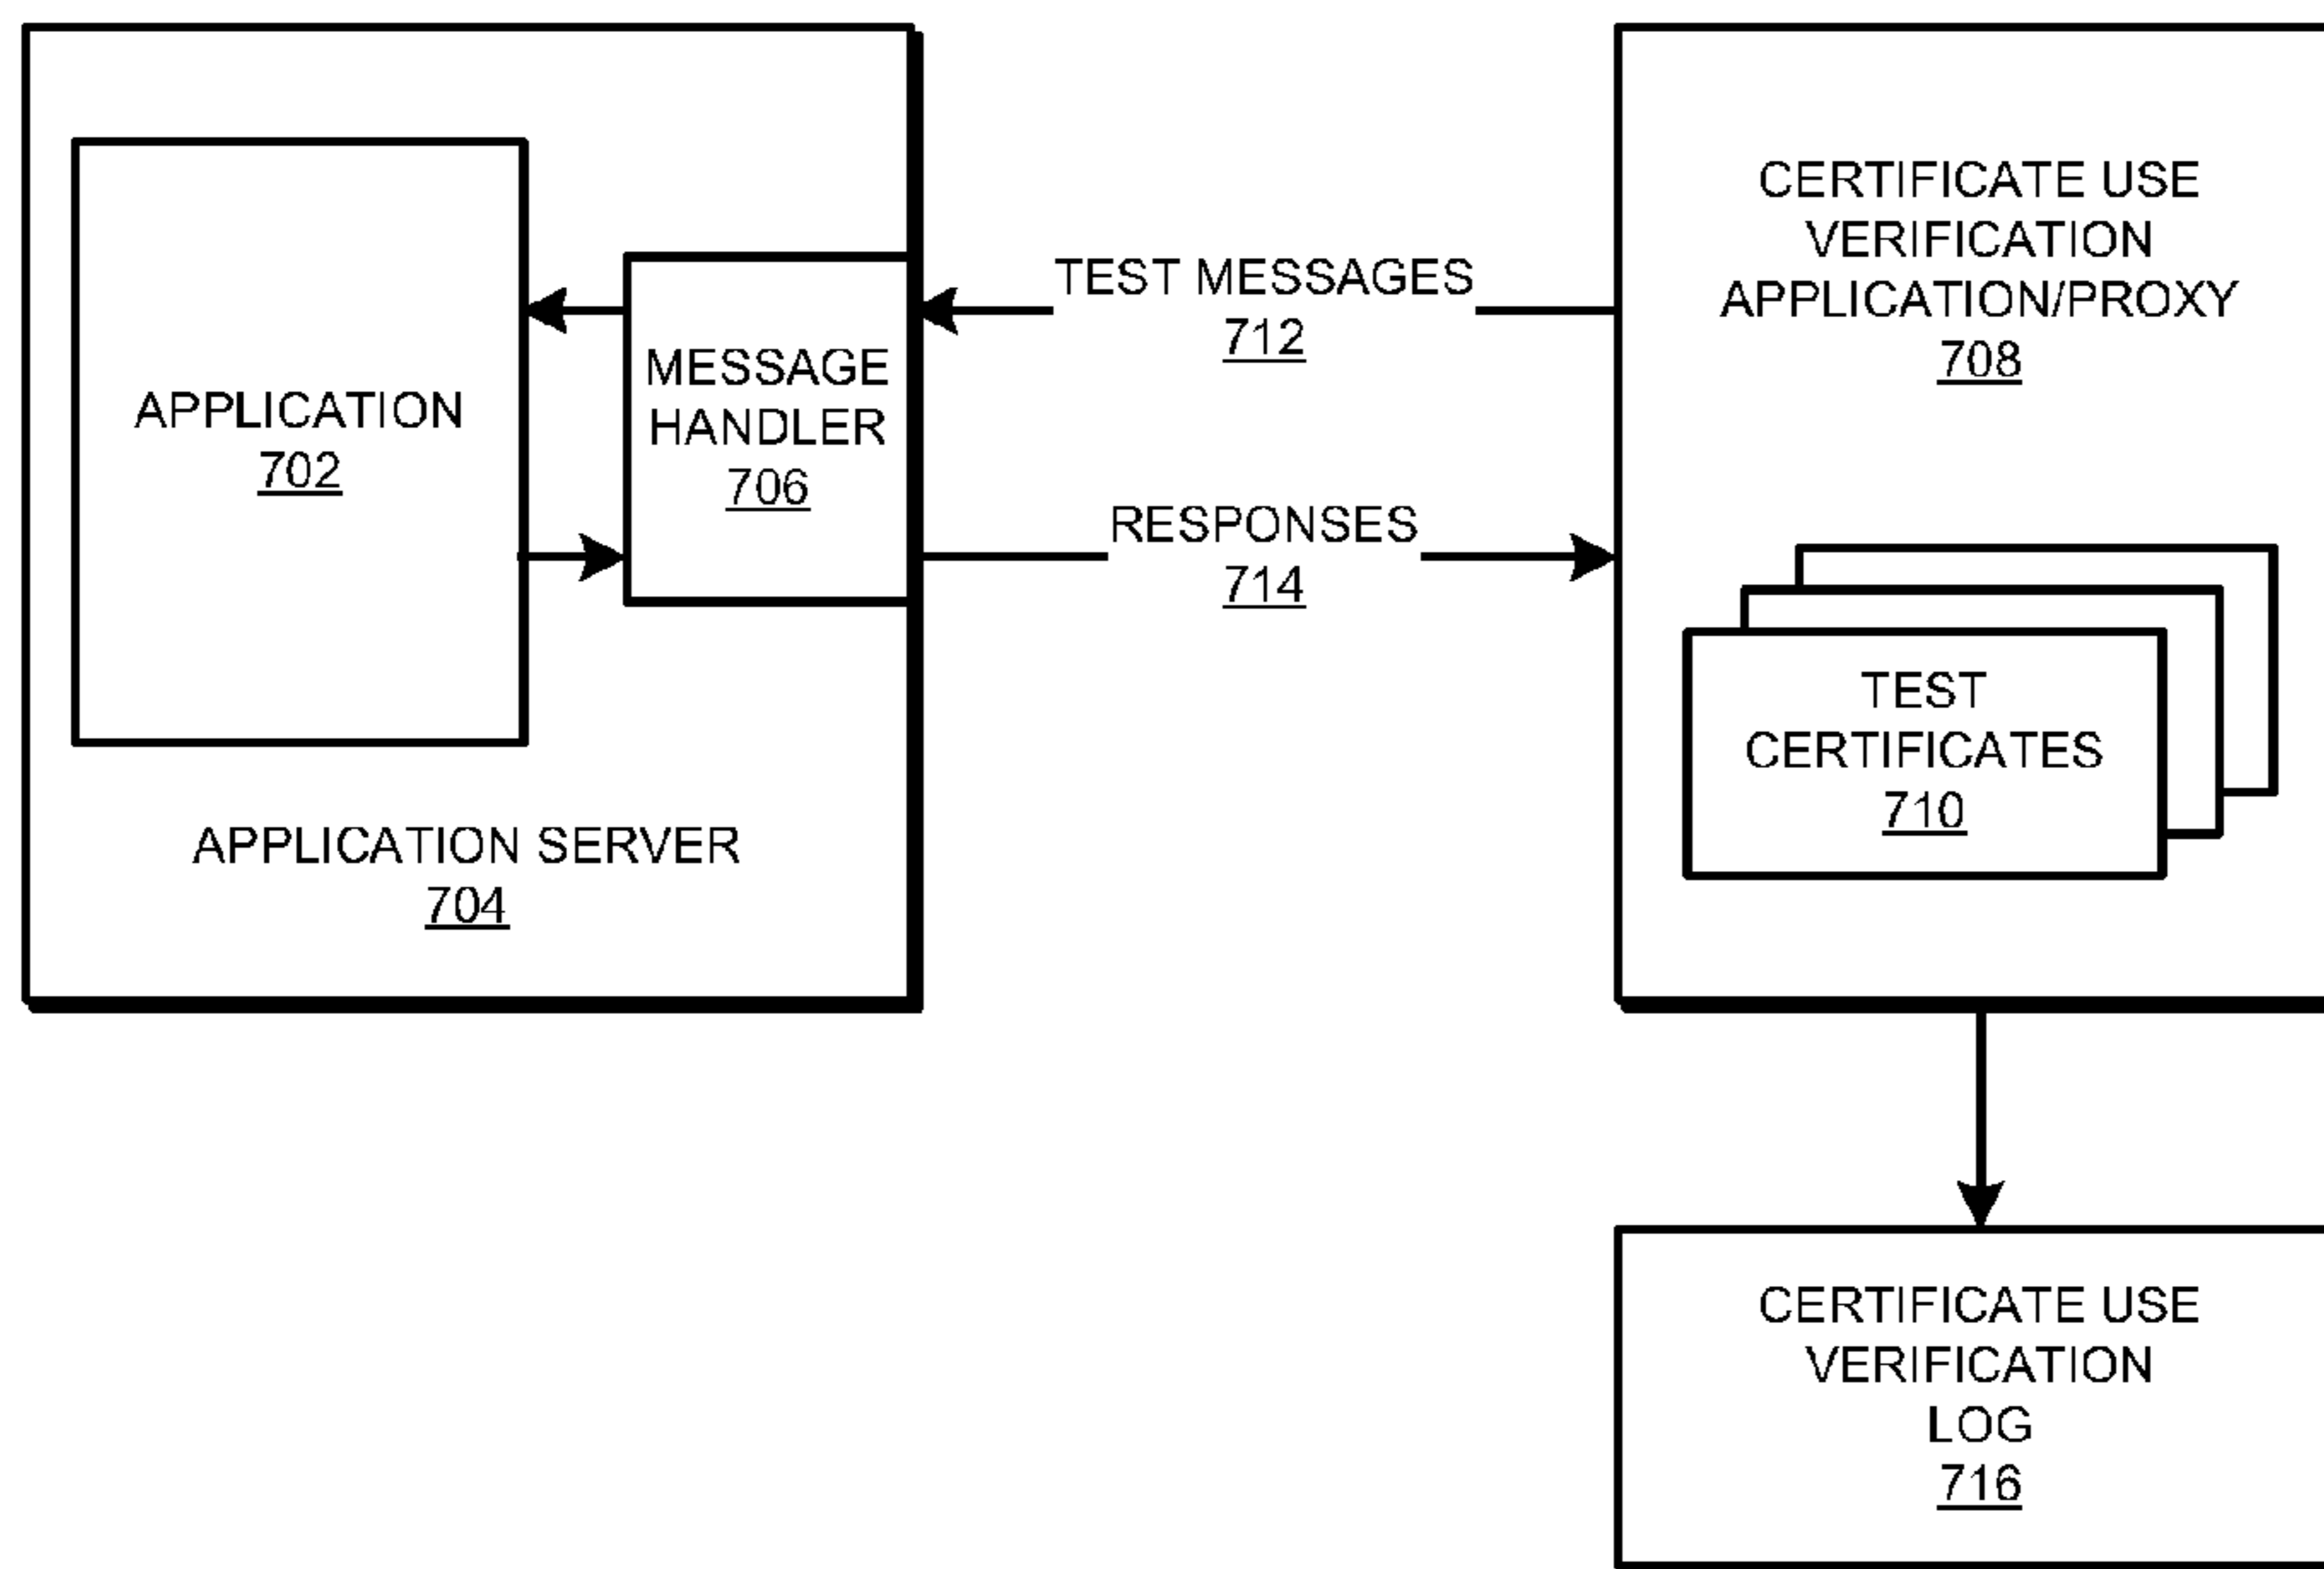 APPLICATION
702
MESSAGE
HANDLER
706
APPLICATION SERVER
704
TEST MESSAGES
712
RESPONSES
714
CERTIFICATE USE
VERIFICATION
APPLICATION/PROXY
708
TEST
CERTIFICATES
710
CERTIFICATE USE
VERIFICATION
LOG
716